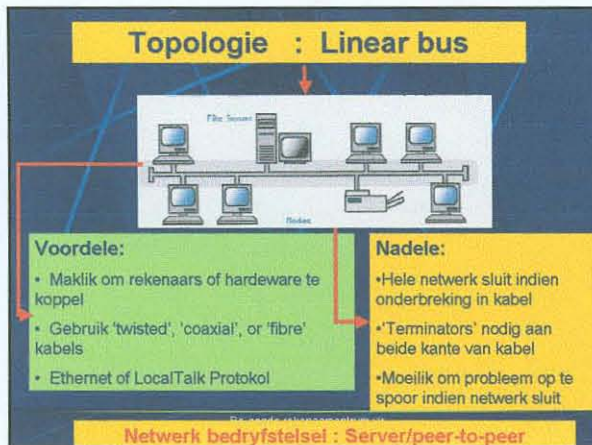 Topologie : Linear bus
File Server
Nodes
Voordele:
• Maklik om rekenaars of hardeware te
koppel
• Gebruik 'twisted', 'coaxial', or 'fibre'
kabels
• Ethernet of LocalTalk Protokol
Nadele:
•Hele netwerk sluit indien
onderbreking in kabel
•'Terminators' nodig aan
beide kante van kabel
•Moeilik om probleem op te
spoor indien netwerk sluit
Netwerk bedryfstelsel : Server/peer-to-peer